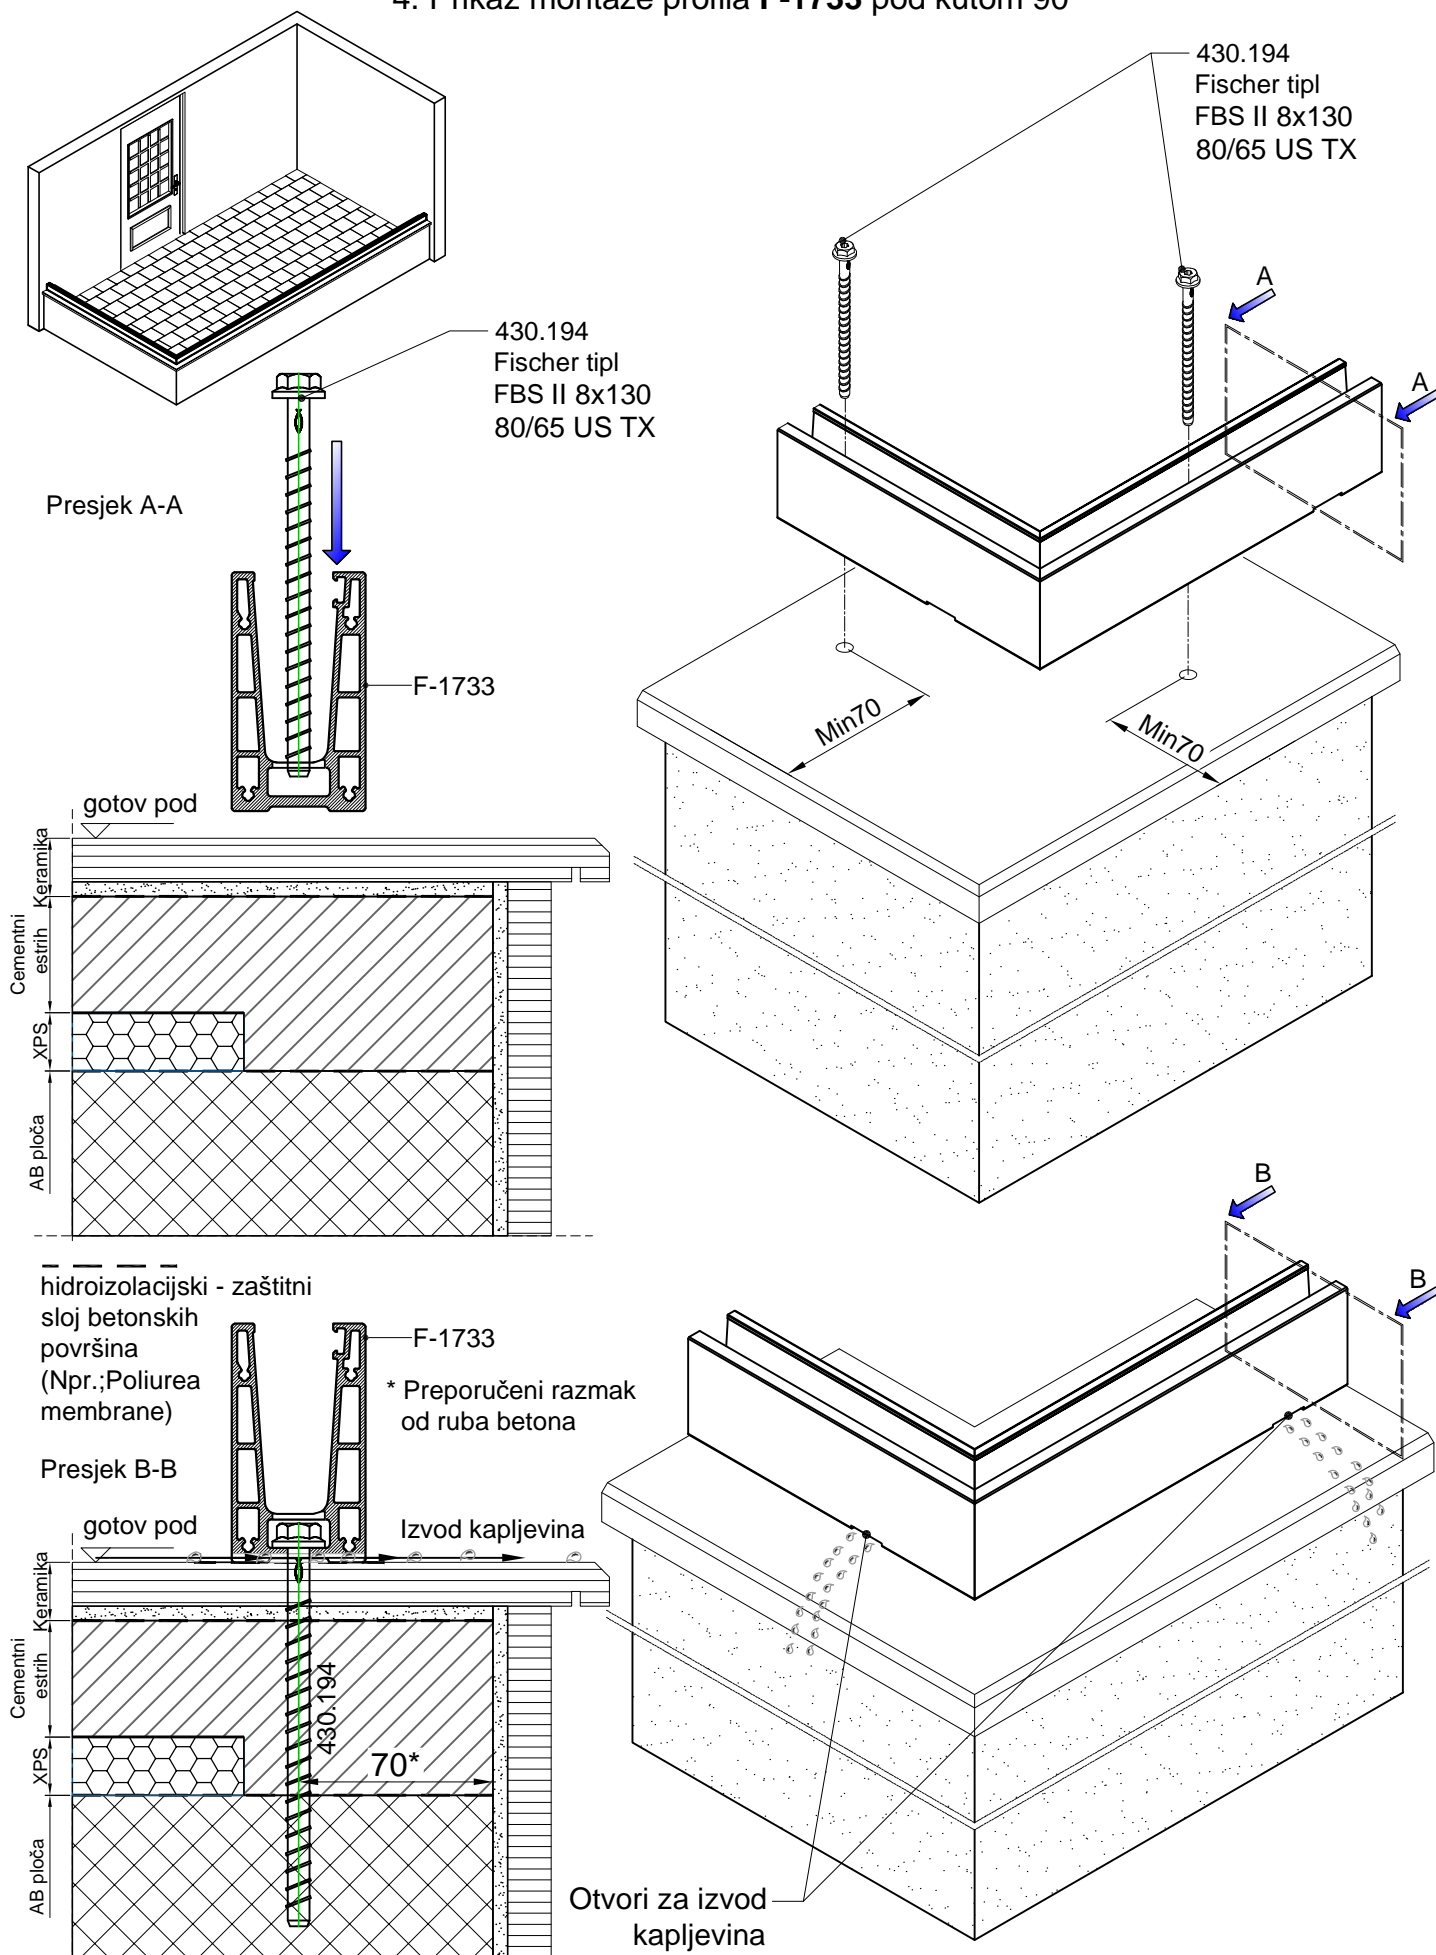 4. Prikaz montaže profila F-1733 pod kutom 90°
430.194
Fischer tipl
FBS II 8x130
80/65 US TX
A
A
430.194
Fischer tipl
FBS II 8x130
80/65 US TX
Presjek A-A
F-1733
Min70
Min70
gotov pod
Keramika
Cementni
estrih
XPS
AB ploča
hidroizolacijski - zaštitni
sloj betonskih
površina
(Npr.;Poliurea
membrane)
F-1733
* Preporučeni razmak
od ruba betona
B
B
Presjek B-B
gotov pod
Izvod kapljevina
Keramika
Cementni
estrih
XPS
AB ploča
430.194
70*
Otvori za izvod
kapljevina